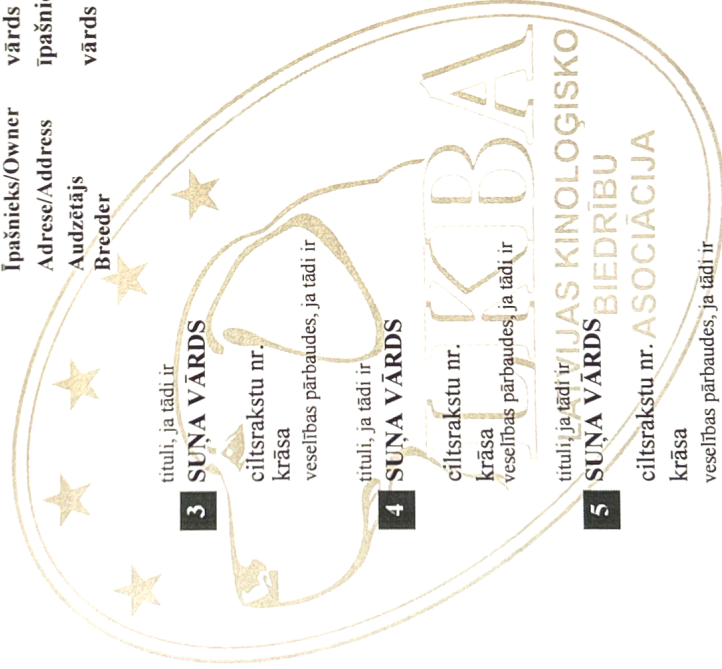 Īpašnieks/Owner vārds
Adrese/Address īpašni
Audzētājs vārds
Breeder
tituli, ja tādi ir
3 SUŅA VĀRDS
ciltsrakstu nr.
krāsa
veselības pārbaudes, ja tādi ir
tituli, ja tādi ir
4 SUŅA VĀRDS
ciltsrakstu nr.
krāsa
veselības pārbaudes, ja tādi ir
tituli, ja tādi ir
5 SUŅA VĀRDS
ciltsrakstu nr.
krāsa
veselības pārbaudes, ja tādi ir
LKBA
LATVIJAS KINOLOĢISKO
BIEDRĪBU
ASOCIĀCIJA